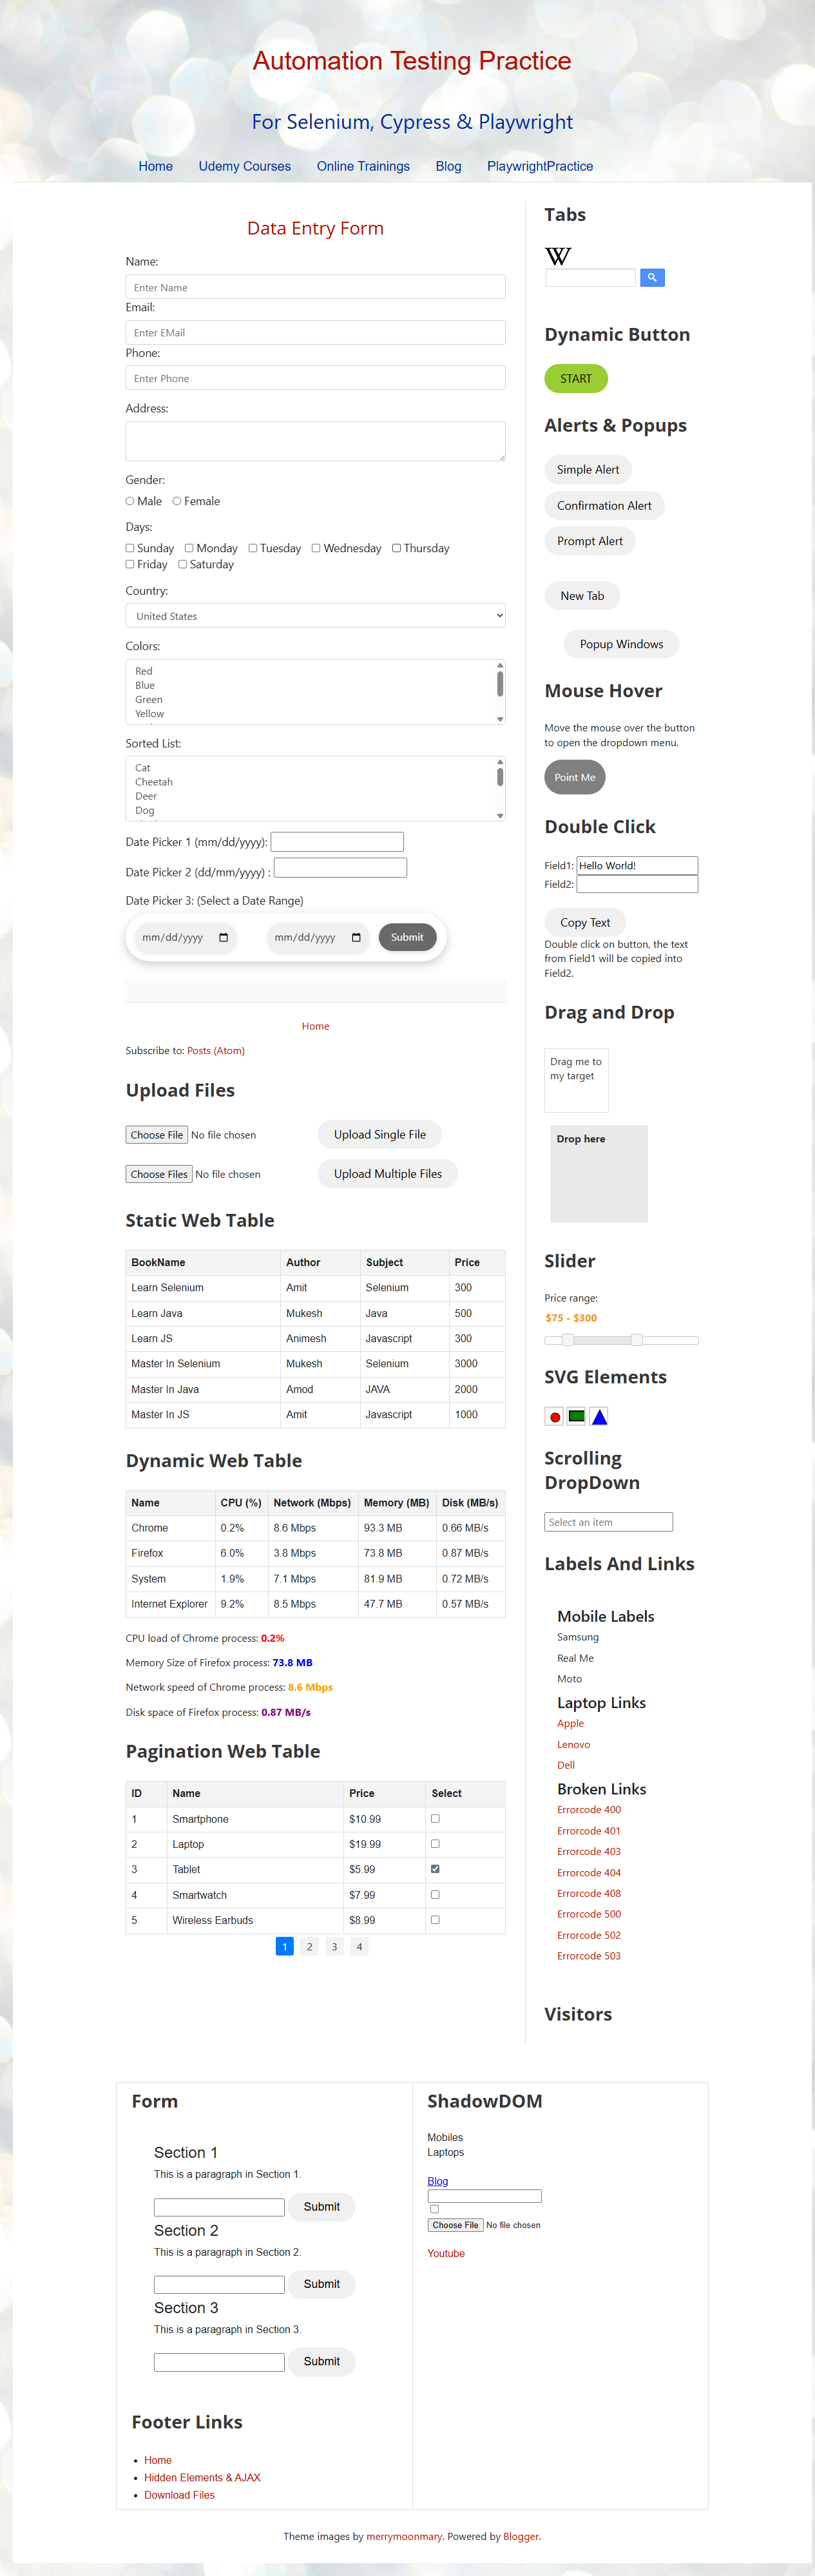 Automation Testing Practice
For Selenium, Cypress & Playwright
Home Udemy Courses Online Trainings Blog PlaywrightPractice
Data Entry Form
Name:
Enter Name
Email:
Enter EMail
Phone:
Enter Phone
Address:
Gender:
Male Female
Days:
Sunday Monday Tuesday Wednesday Thursday
Friday Saturday
Country:
United States
Colors:
Red
Blue
Green
Yellow
Sorted List:
Cat
Cheetah
Deer
Dog
Date Picker 1 (mm/dd/yyyy):
Date Picker 2 (dd/mm/yyyy) :
Date Picker 3: (Select a Date Range)
mm/dd/yyyy mm/dd/yyyy Submit
Home
Subscribe to: Posts (Atom)
Upload Files
Choose File No file chosen Upload Single File
Choose Files No file chosen Upload Multiple Files
Static Web Table
BookName Author Subject Price
Learn Selenium Amit Selenium 300
Learn Java Mukesh Java 500
Learn JS Animesh Javascript 300
Master In Selenium Mukesh Selenium 3000
Master In Java Amod JAVA 2000
Master In JS Amit Javascript 1000
Dynamic Web Table
Name CPU (%) Network (Mbps) Memory (MB) Disk (MB/s)
Chrome 0.2% 8.6 Mbps 93.3 MB 0.66 MB/s
Firefox 6.0% 3.8 Mbps 73.8 MB 0.87 MB/s
System 1.9% 7.1 Mbps 81.9 MB 0.72 MB/s
Internet Explorer 9.2% 8.5 Mbps 47.7 MB 0.57 MB/s
CPU load of Chrome process: 0.2%
Memory Size of Firefox process: 73.8 MB
Network speed of Chrome process: 8.6 Mbps
Disk space of Firefox process: 0.87 MB/s
Pagination Web Table
ID Name Price Select
1 Smartphone $10.99
2 Laptop $19.99
3 Tablet $5.99
4 Smartwatch $7.99
5 Wireless Earbuds $8.99
1 2 3 4
Tabs
W
Dynamic Button
START
Alerts & Popups
Simple Alert
Confirmation Alert
Prompt Alert
New Tab
Popup Windows
Mouse Hover
Move the mouse over the button
to open the dropdown menu.
Point Me
Double Click
Field1: Hello World!
Field2:
Copy Text
Double click on button, the text
from Field1 will be copied into
Field2.
Drag and Drop
Drag me to
my target
Drop here
Slider
Price range:
$75 - $300
SVG Elements
Scrolling
DropDown
Select an item
Labels And Links
Mobile Labels
Samsung
Real Me
Moto
Laptop Links
Apple
Lenovo
Dell
Broken Links
Errorcode 400
Errorcode 401
Errorcode 403
Errorcode 404
Errorcode 408
Errorcode 500
Errorcode 502
Errorcode 503
Visitors
Form
Section 1
This is a paragraph in Section 1.
Submit
Section 2
This is a paragraph in Section 2.
Submit
Section 3
This is a paragraph in Section 3.
Submit
Footer Links
Home
Hidden Elements & AJAX
Download Files
ShadowDOM
Mobiles
Laptops
Blog
Choose File No file chosen
Youtube
Theme images by merrymoonmary. Powered by Blogger.